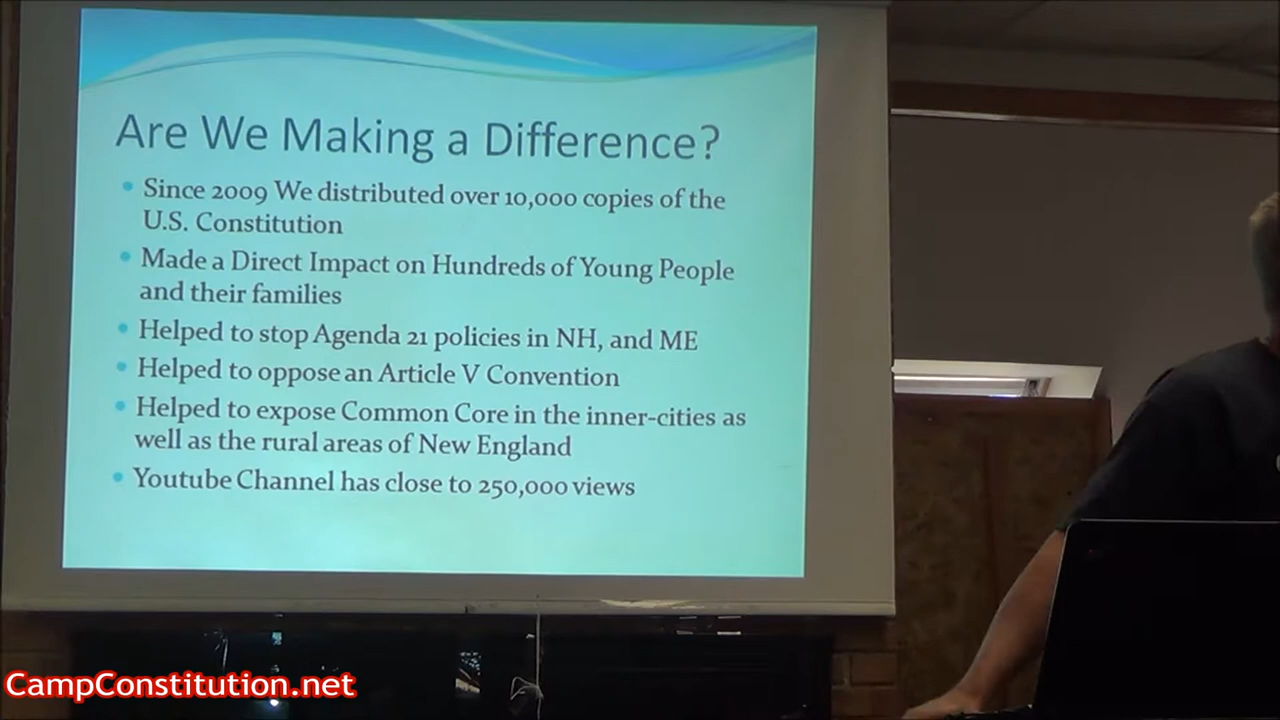 Are We Making a Difference?
Since 2009 We distributed over 10,000 copies of the
U.S. Constitution
Made a Direct Impact on Hundreds of Young People
and their families
Helped to stop Agenda 21 policies in NH, and ME
Helped to oppose an Article V Convention
Helped to expose Common Core in the inner-cities as
well as the rural areas of New England
Youtube Channel has close to 250,000 views
CampConstitution.net